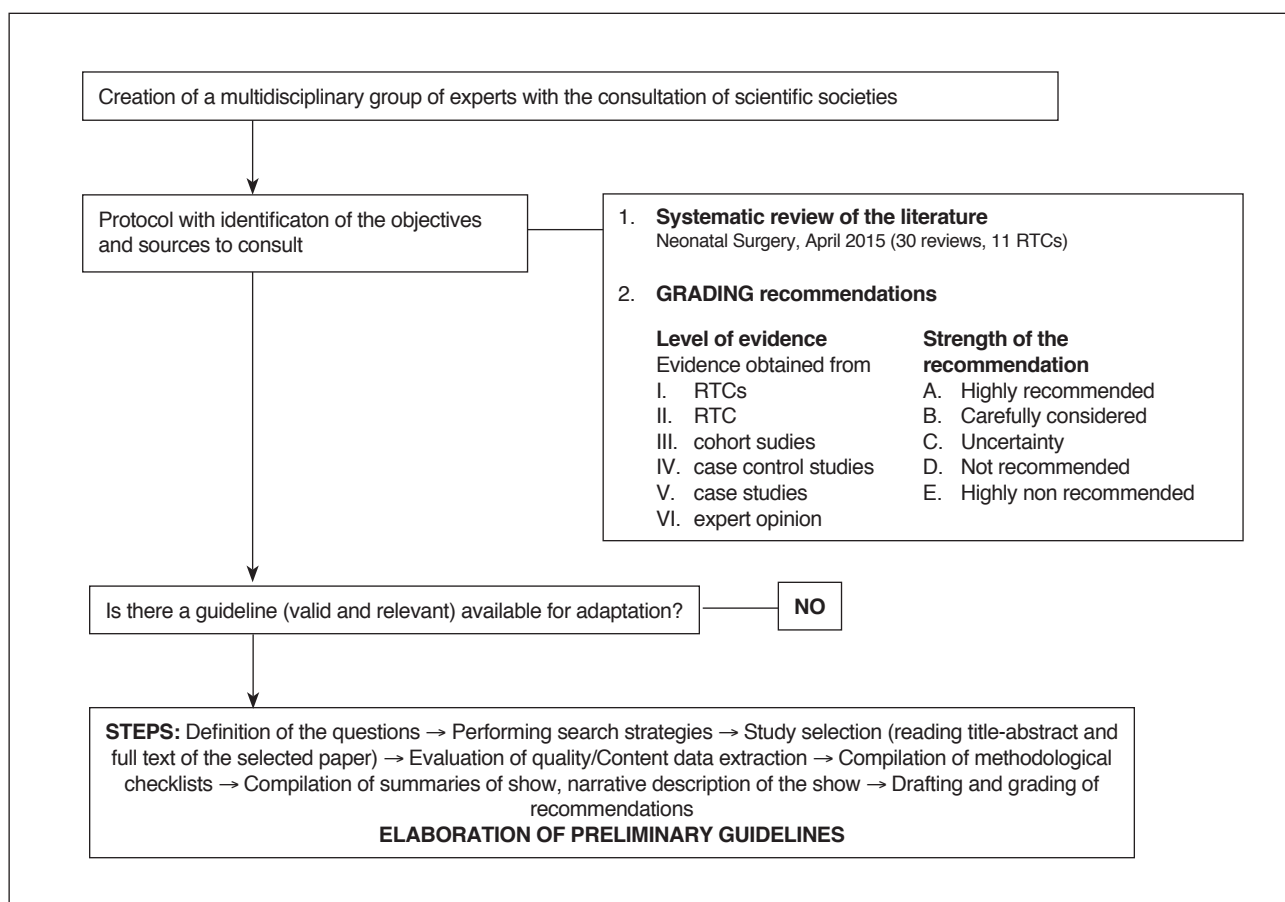 Creation of a multidisciplinary group of experts with the consultation of scientific societies
Protocol with identificaton of the objectives
and sources to consult
1. Systematic review of the literature
Neonatal Surgery, April 2015 (30 reviews, 11 RTCs)
2. GRADING recommendations
Level of evidence
Evidence obtained from
I. RTCs
II. RTC
III. cohort sudies
IV. case control studies
V. case studies
VI. expert opinion
Strength of the
recommendation
A. Highly recommended
B. Carefully considered
C. Uncertainty
D. Not recommended
E. Highly non recommended
Is there a guideline (valid and relevant) available for adaptation?
NO
STEPS: Definition of the questions → Performing search strategies → Study selection (reading title-abstract and
full text of the selected paper) → Evaluation of quality/Content data extraction → Compilation of methodological
checklists → Compilation of summaries of show, narrative description of the show → Drafting and grading of
recommendations
ELABORATION OF PRELIMINARY GUIDELINES